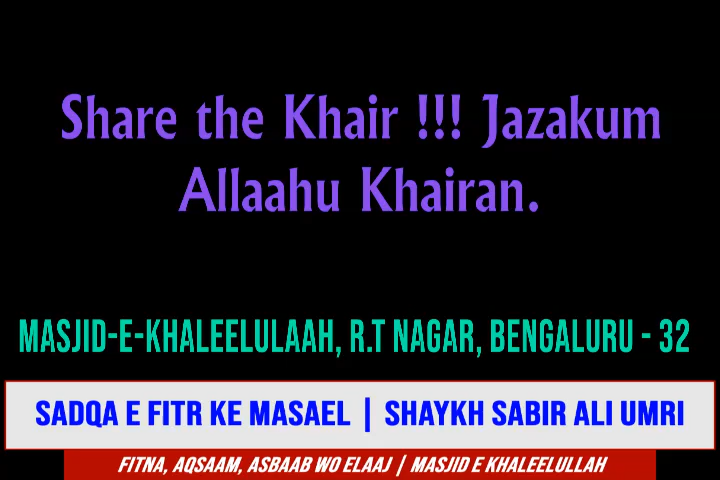 Share the Khair !!! Jazakum
Allaahu Khairan.
MASJID-E-KHALEELULAAH, R.T NAGAR, BENGALURU - 32
SADQA E FITR KE MASAEL | SHAYKH SABIR ALI UMRI
FITNA, AQSAAM, ASBAAB WO ELAAJ | MASJID E KHALEELULLAH